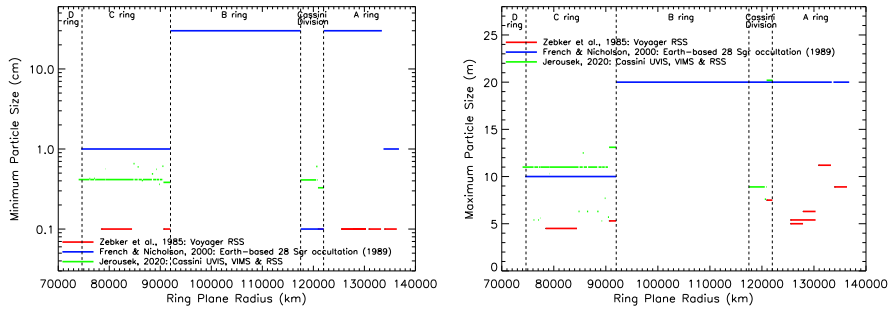 D
ring
C ring
B ring
Cassini
Division
A ring
Minimum Particle Size (cm)
10.0
1.0
0.1
Zebker et al., 1985: Voyager RSS
French & Nicholson, 2000: Earth-based 28 Sgr occultation (1989)
Jerousek, 2020: Cassini UVIS, VIMS & RSS
70000
80000
90000
100000
110000
120000
130000
140000
Ring Plane Radius (km)
D
ring
C ring
B ring
Cassini
Division
A ring
Zebker et al., 1985: Voyager RSS
French & Nicholson, 2000: Earth-based 28 Sgr occultation (1989)
Jerousek, 2020: Cassini UVIS, VIMS & RSS
Maximum Particle Size (m)
25
20
15
10
5
0
70000
80000
90000
100000
110000
120000
130000
140000
Ring Plane Radius (km)